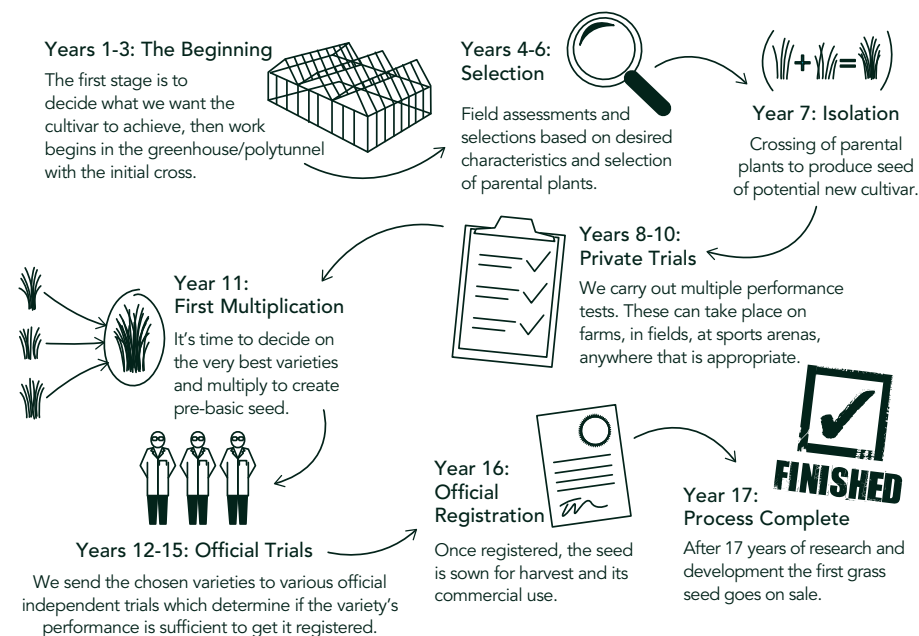 Years 1-3: The Beginning
The first stage is to
decide what we want the
cultivar to achieve, then work
begins in the greenhouse/polytunnel
with the initial cross.
Years 4-6:
Selection
Field assessments and
selections based on desired
characteristics and selection
of parental plants.
Year 7: Isolation
Crossing of parental
plants to produce seed
of potential new cultivar.
Years 8-10:
Private Trials
We carry out multiple performance
tests. These can take place on
farms, in fields, at sports arenas,
anywhere that is appropriate.
Year 11:
First Multiplication
It's time to decide on
the very best varieties
and multiply to create
pre-basic seed.
Years 12-15: Official Trials
We send the chosen varieties to various official
independent trials which determine if the variety's
performance is sufficient to get it registered.
Year 16:
Official
Registration
Once registered, the seed
is sown for harvest and its
commercial use.
FINISHED
Year 17:
Process Complete
After 17 years of research and
development the first grass
seed goes on sale.